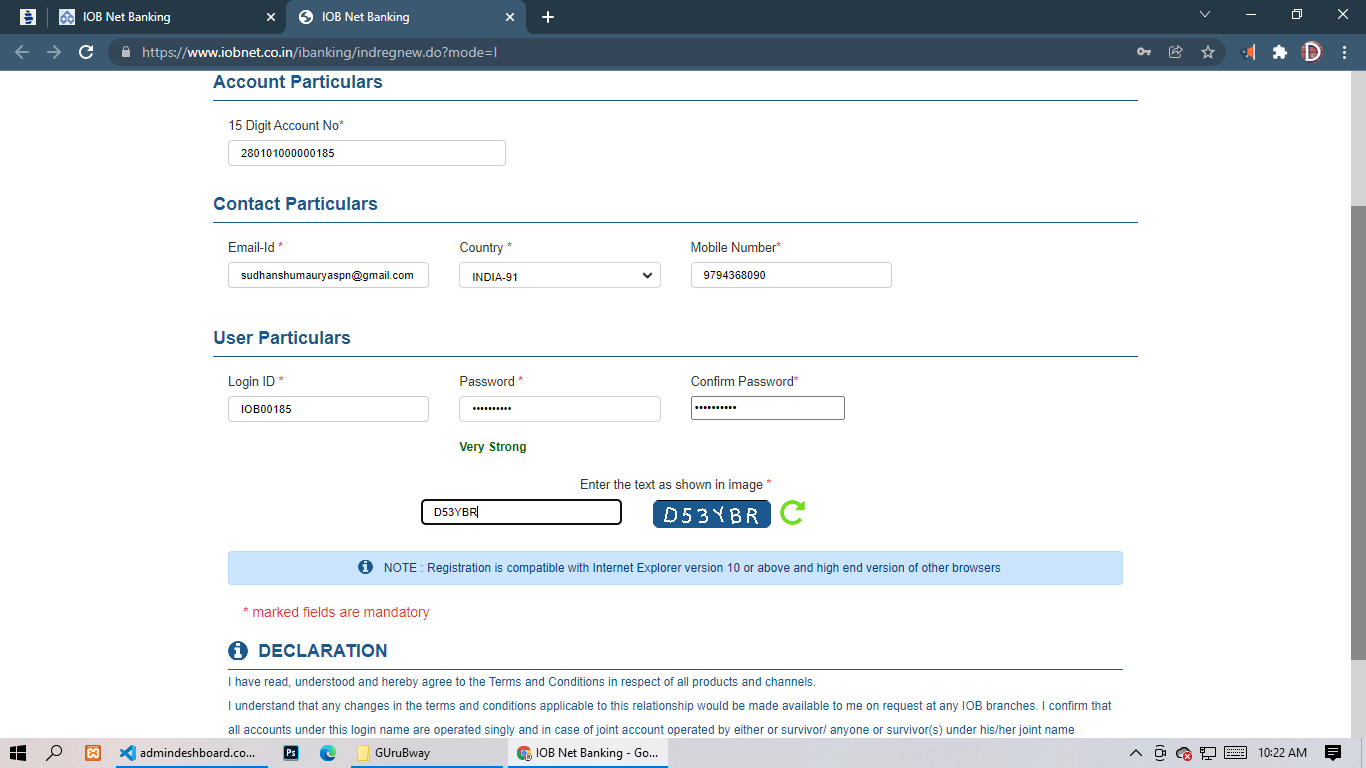 IOB Net Banking
IOB Net Banking
https://www.iobnet.co.in/ibanking/indregnew.do?mode=I
Account Particulars
15 Digit Account No*
280101000000185
Contact Particulars
Email-Id * Country * Mobile Number*
sudhanshumauryaspn@gmail.com INDIA-91 9794368090
User Particulars
Login ID * Password * Confirm Password*
IOB00185 •••••••••• ••••••••••
Very Strong
Enter the text as shown in image *
D53YBR D53YBR
NOTE : Registration is compatible with Internet Explorer version 10 or above and high end version of other browsers
* marked fields are mandatory
DECLARATION
I have read, understood and hereby agree to the Terms and Conditions in respect of all products and channels.
I understand that any changes in the terms and conditions applicable to this relationship would be made available to me on request at any IOB branches. I confirm that
all accounts under this login name are operated singly and in case of joint account operated by either or survivor/ anyone or survivor(s) under his/her joint name
admindeshboard.co... Ps GUruBway IOB Net Banking - Go... 10:22 AM